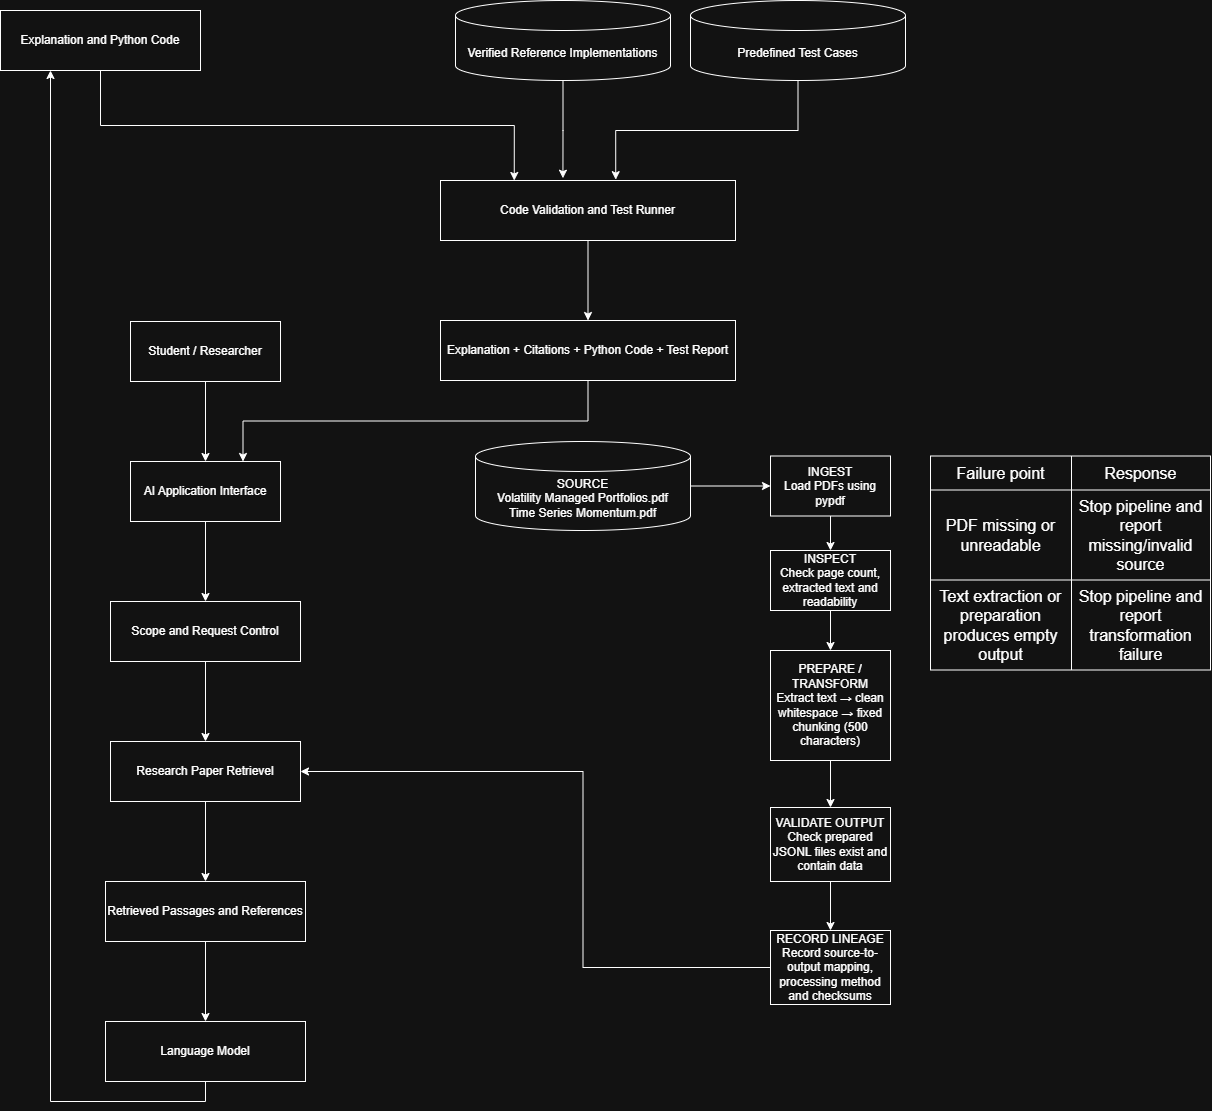 Explanation and Python Code
Verified Reference Implementations
Predefined Test Cases
Code Validation and Test Runner
Explanation + Citations + Python Code + Test Report
Student / Researcher
AI Application Interface
Scope and Request Control
Research Paper Retrievel
Retrieved Passages and References
Language Model
SOURCE
Volatility Managed Portfolios.pdf
Time Series Momentum.pdf
INGEST
Load PDFs using
pypdf
INSPECT
Check page count,
extracted text and
readability
PREPARE /
TRANSFORM
Extract text → clean
whitespace → fixed
chunking (500
characters)
VALIDATE OUTPUT
Check prepared
JSONL files exist and
contain data
RECORD LINEAGE
Record source-to-
output mapping,
processing method
and checksums
Failure point
Response
PDF missing or
unreadable
Stop pipeline and
report
missing/invalid
source
Text extraction or
preparation
produces empty
output
Stop pipeline and
report
transformation
failure